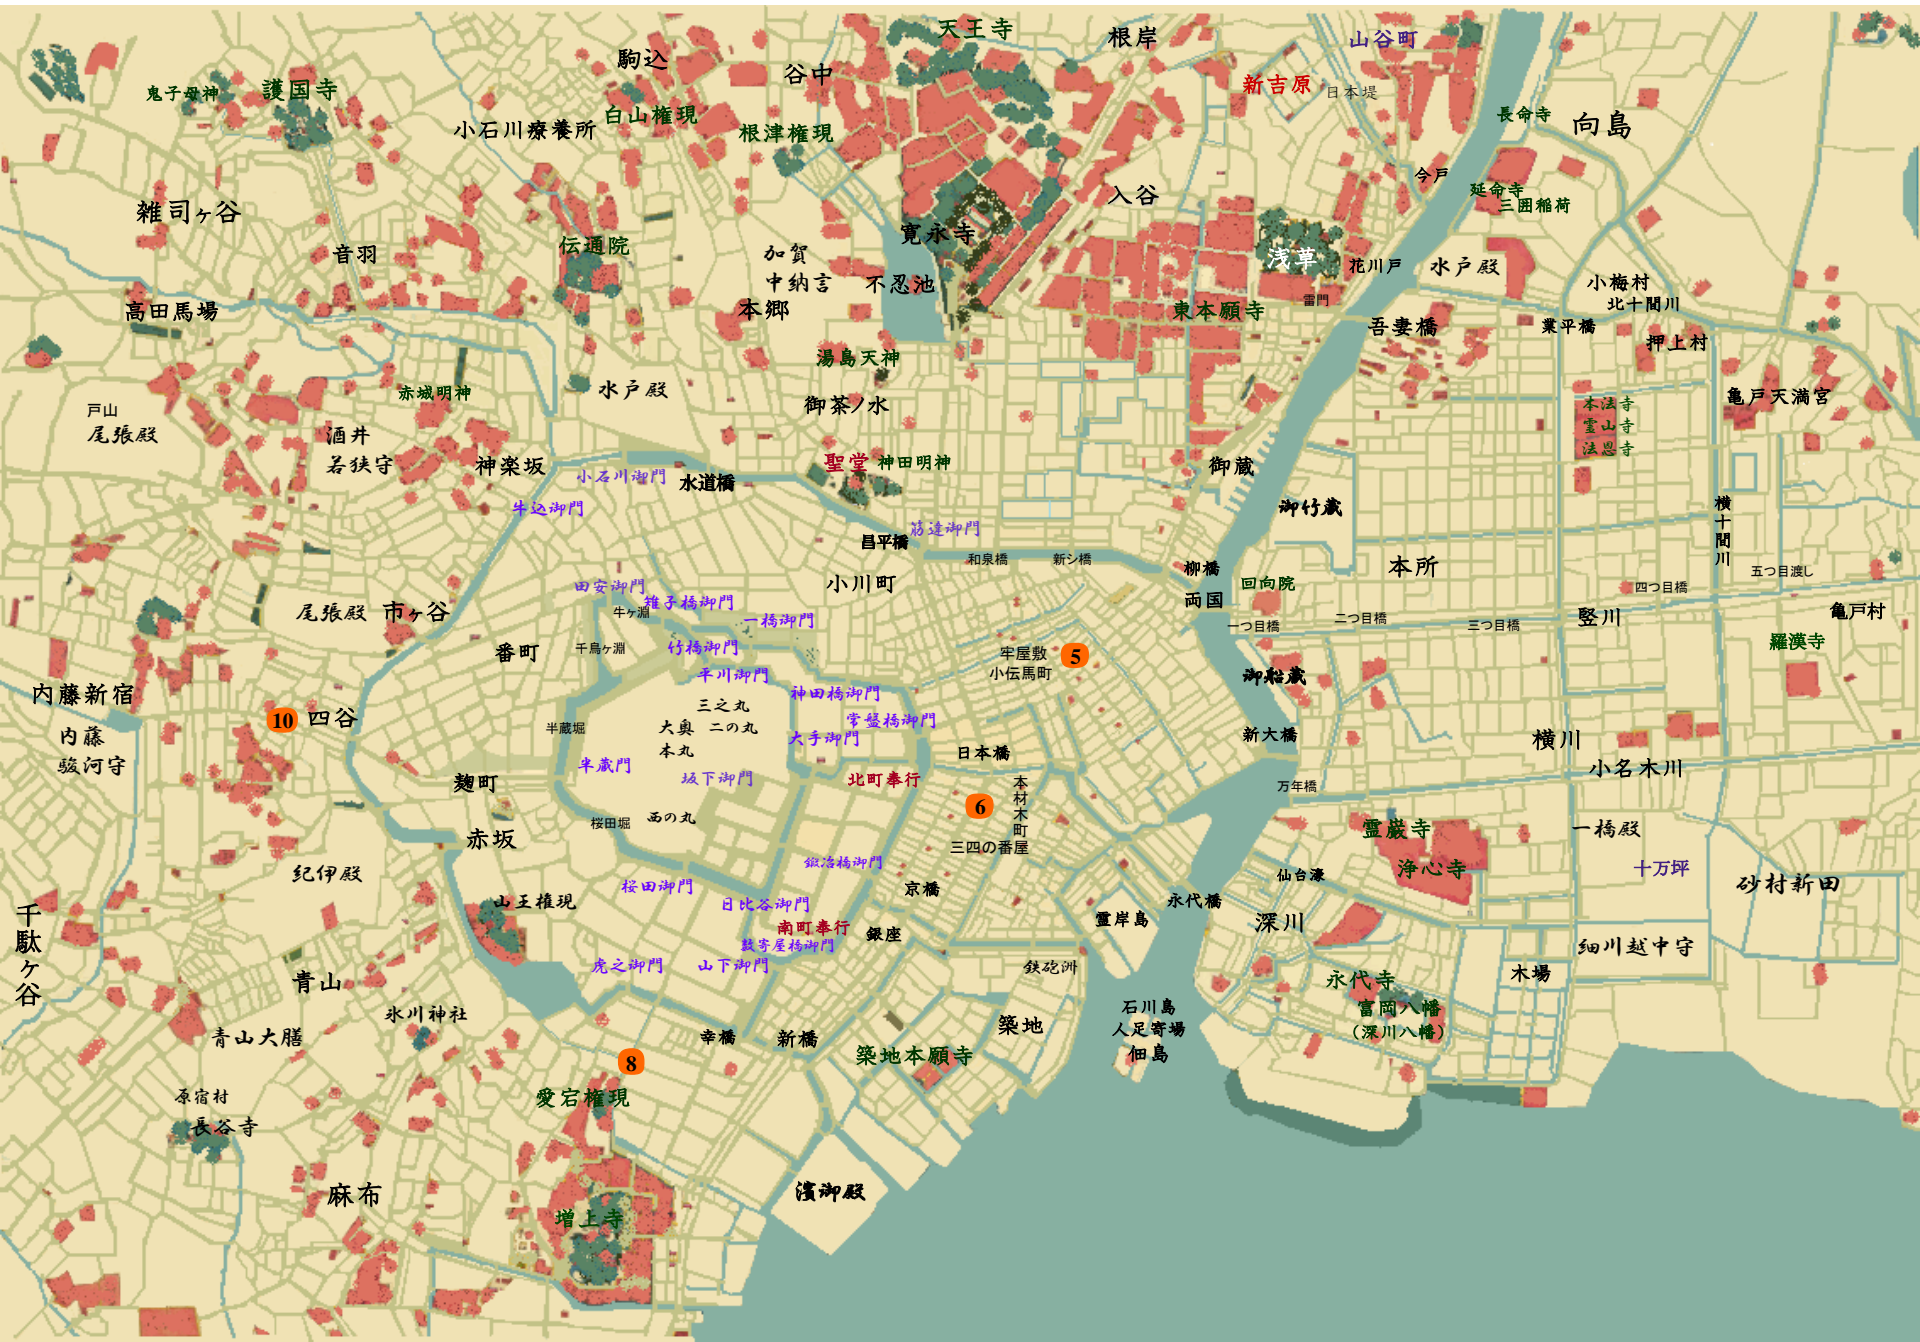 天王寺
根岸
山谷町
駒込
谷中
新吉原
日本堤
鬼子母神
護国寺
白山権現
小石川療養所
根津権現
長命寺
向島
今戸
延命寺
三囲稲荷
入谷
雑司ヶ谷
音羽
伝通院
加賀
中納言
本郷
寛永寺
不忍池
浅草
花川戸
水戸殿
小梅村
北十間川
高田馬場
東本願寺
雷門
吾妻橋
業平橋
押上村
湯島天神
赤城明神
水戸殿
御茶ノ水
戸山
尾張殿
酒井
若狭守
神楽坂
本法寺
霊山寺
法恩寺
亀戸天満宮
聖堂
神田明神
御蔵
小石川御門
水道橋
牛込御門
御竹蔵
横十間川
筋違御門
昌平橋
和泉橋
新シ橋
柳橋
両国
回向院
本所
五つ目渡し
四つ目橋
小川町
田安御門
雉子橋御門
牛ヶ淵
一橋御門
尾張殿
市ヶ谷
一つ目橋
二つ目橋
三つ目橋
竪川
亀戸村
羅漢寺
番町
千鳥ヶ淵
竹橋御門
平川御門
牢屋敷
小伝馬町
5
御船蔵
内藤新宿
神田橋御門
10
四谷
三之丸
大奥
二の丸
本丸
常盤橋御門
大手御門
半蔵堀
内藤
駿河守
日本橋
新大橋
横川
小名木川
半蔵門
坂下御門
北町奉行
麹町
本材木町
万年橋
6
桜田堀
西の丸
赤坂
三四の番屋
霊巌寺
一橋殿
浄心寺
十万坪
砂村新田
鍛冶橋御門
紀伊殿
桜田御門
京橋
仙台濠
永代橋
山王権現
日比谷御門
霊岸島
深川
千駄ヶ谷
南町奉行
銀座
数寄屋橋御門
細川越中守
虎之御門
山下御門
鉄砲洲
木場
青山
永代寺
富岡八幡
(深川八幡)
氷川神社
石川島
人足寄場
佃島
青山大膳
幸橋
新橋
築地
築地本願寺
8
愛宕権現
原宿村
長谷寺
麻布
濱御殿
増上寺